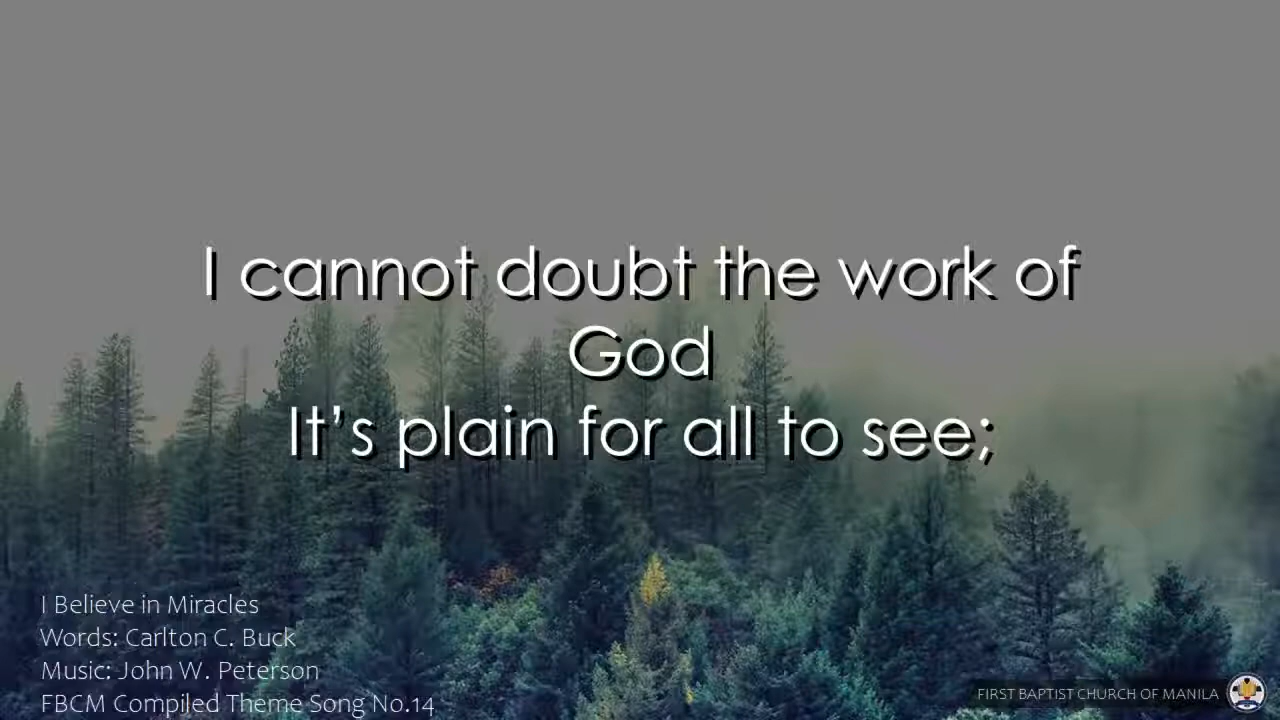 I cannot doubt the work of
God
It’s plain for all to see;
I Believe in Miracles
Words: Carlton C. Buck
Music: John W. Peterson
FBCM Compiled Theme Song No.14
FIRST BAPTIST CHURCH OF MANILA